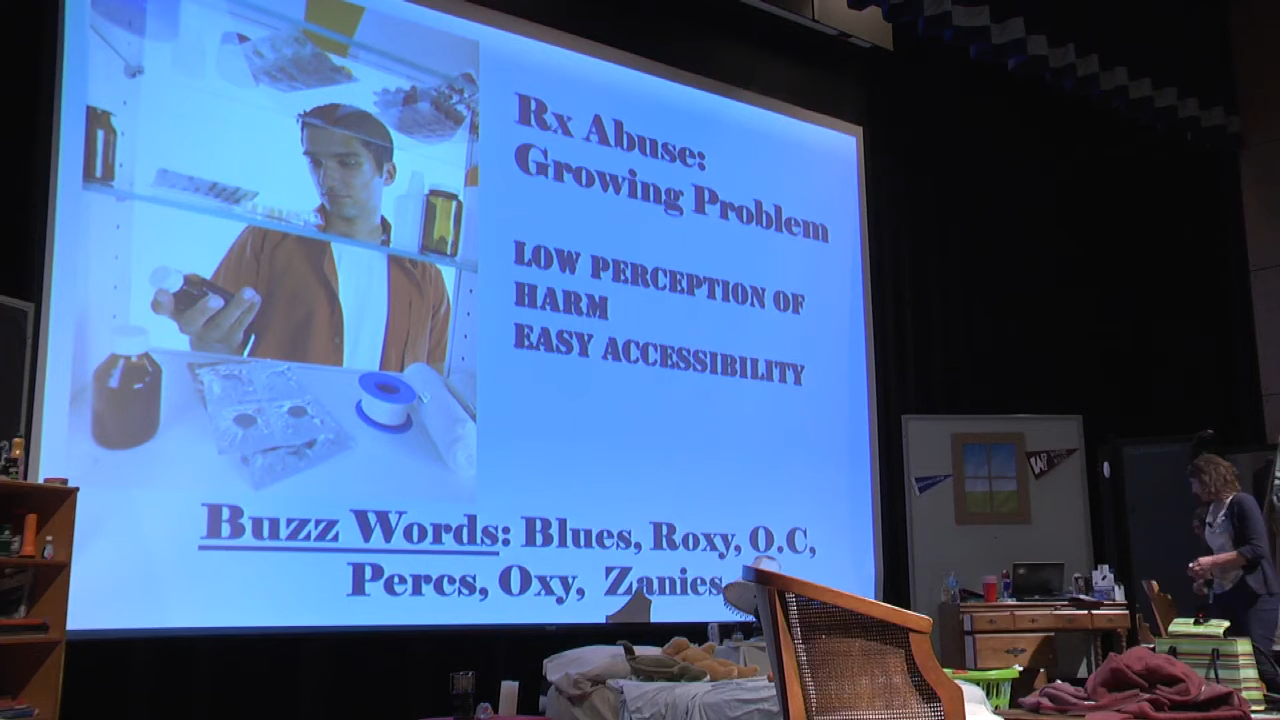 Rx Abuse:
Growing Problem
LOW PERCEPTION OF
HARM
EASY ACCESSIBILITY
Buzz Words: Blues, Roxy, O.C,
Percs, Oxy, Zanies